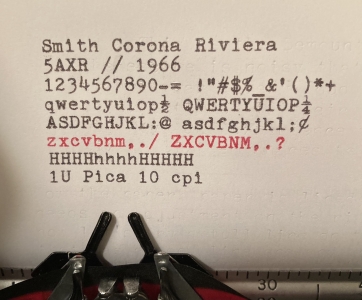 Smith Corona Riviera
5AXR // 1966
1234567890-= !"#$%_&'()*+
qwertyuiop½ QWERTYUIOP¼
ASDFGHJKL:@ asdfghjkl;¢
zxcvbnm,./ ZXCVBNM,.?
HHHHhhhhHHHHH
1U Pica 10 cpi
30